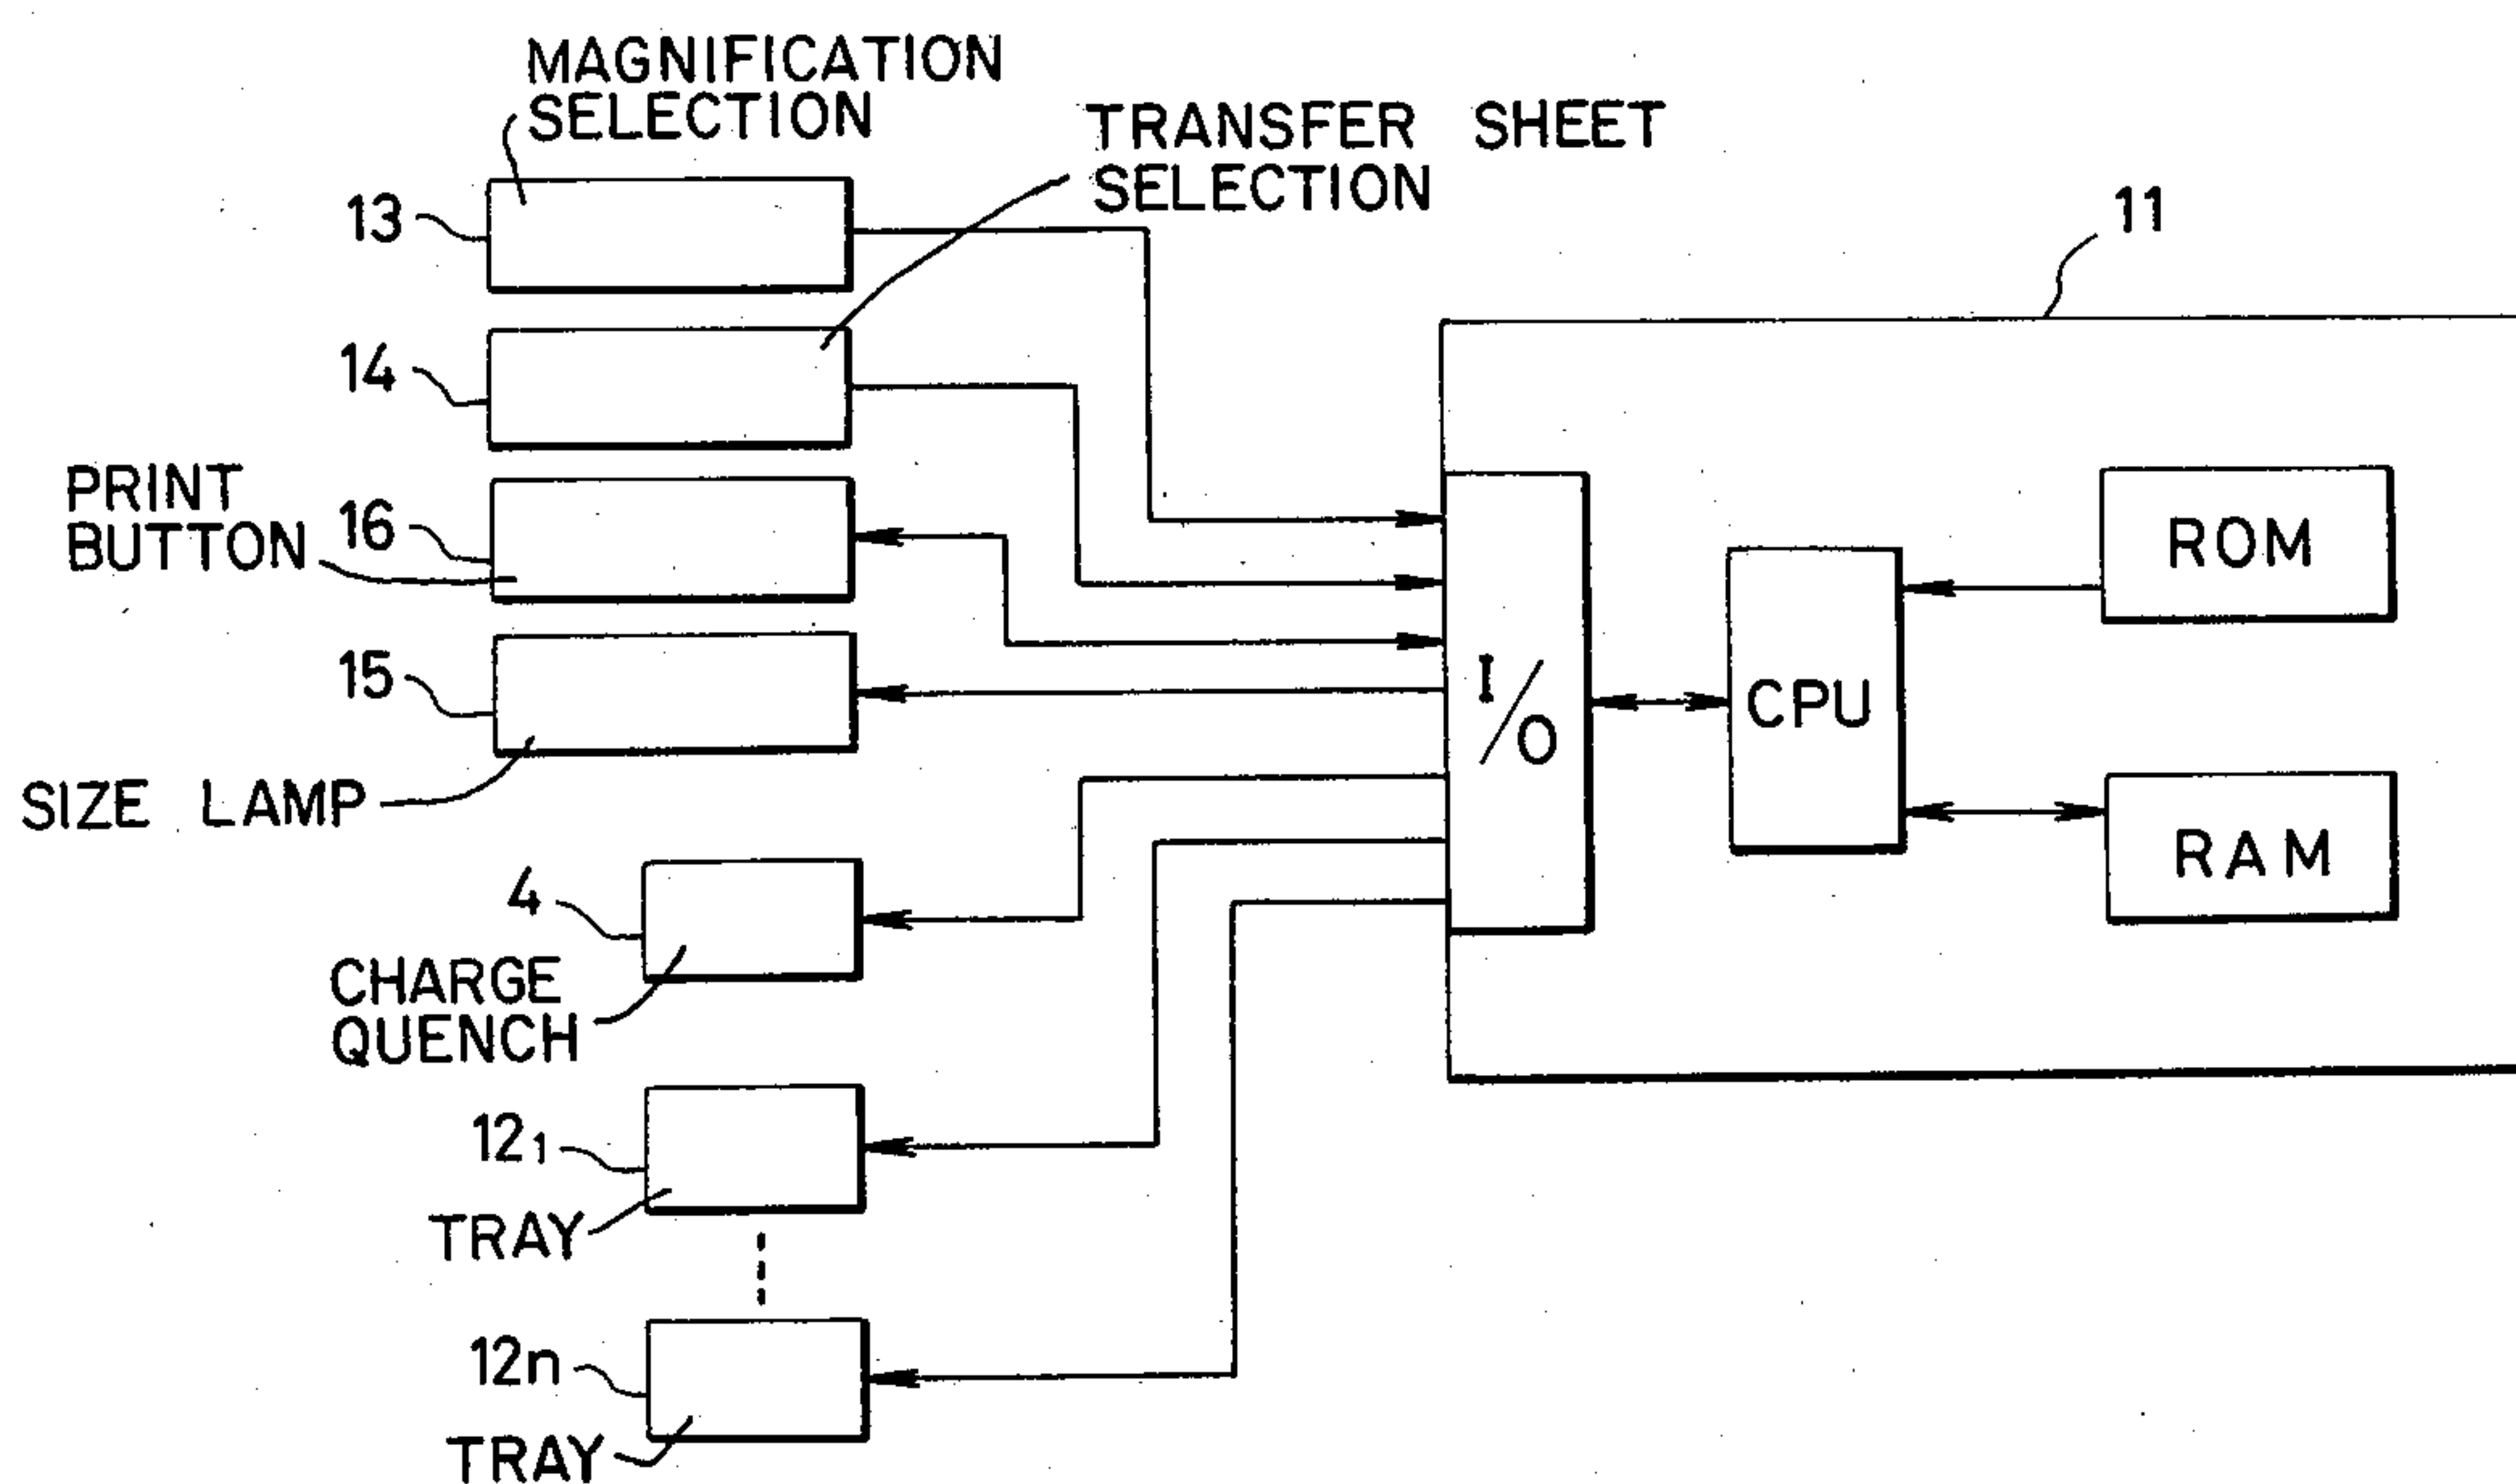 MAGNIFICATION
SELECTION
TRANSFER SHEET
SELECTION
13
11
14
PRINT
BUTTON
16
ROM
15
I/O
CPU
SIZE LAMP
RAM
4
CHARGE
QUENCH
12₁
TRAY
12n
TRAY